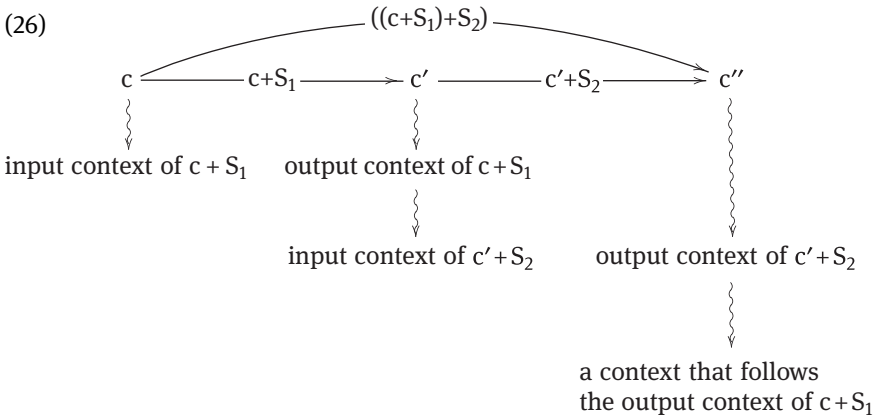 (26)
((c+S₁)+S₂)
c c+S₁ c′ c′+S₂ c″
input context of c + S₁ output context of c + S₁
input context of c′ + S₂ output context of c′ + S₂
a context that follows
the output context of c + S₁